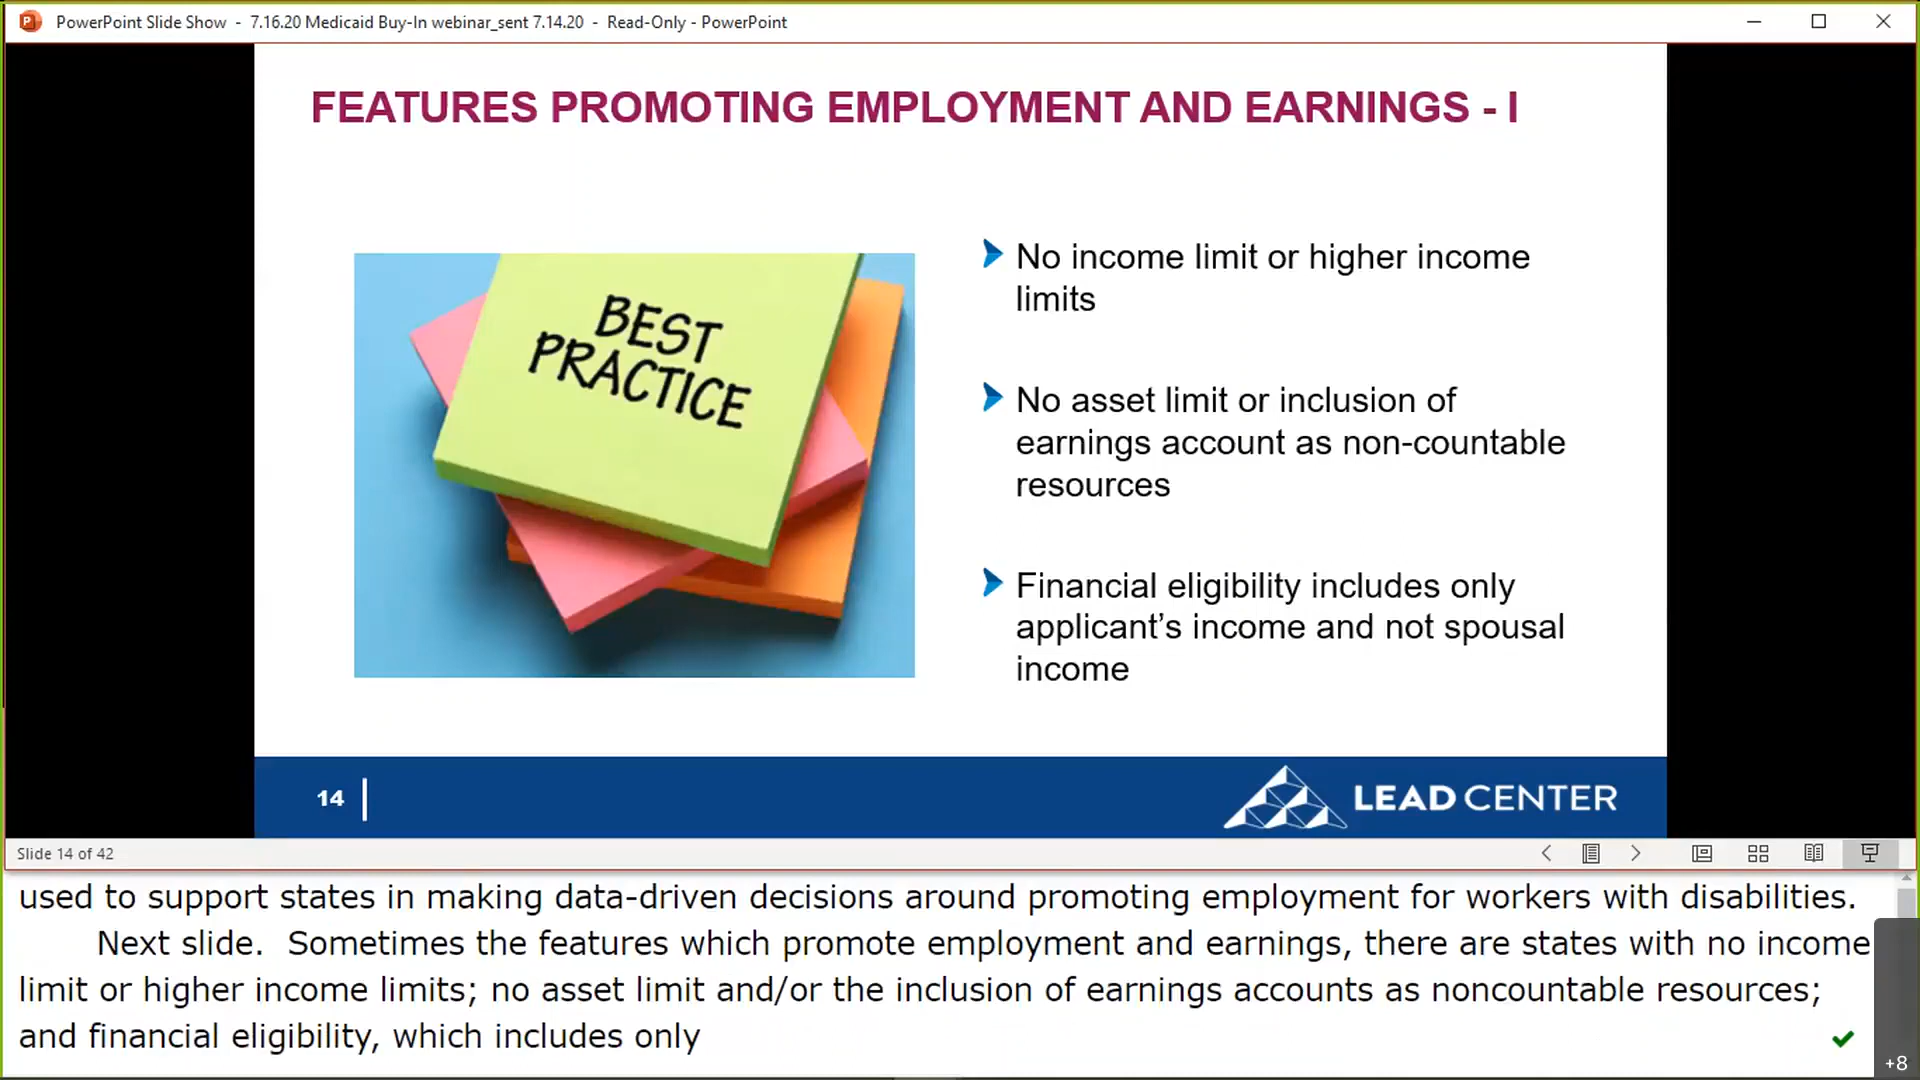 PowerPoint Slide Show - 7.16.20 Medicaid Buy-In webinar_sent 7.14.20 - Read-Only - PowerPoint
FEATURES PROMOTING EMPLOYMENT AND EARNINGS - I
BEST
PRACTICE
No income limit or higher income
limits
No asset limit or inclusion of
earnings account as non-countable
resources
Financial eligibility includes only
applicant’s income and not spousal
income
14
LEAD CENTER
Slide 14 of 42
used to support states in making data-driven decisions around promoting employment for workers with disabilities.
Next slide. Sometimes the features which promote employment and earnings, there are states with no income
limit or higher income limits; no asset limit and/or the inclusion of earnings accounts as noncountable resources;
and financial eligibility, which includes only
+8